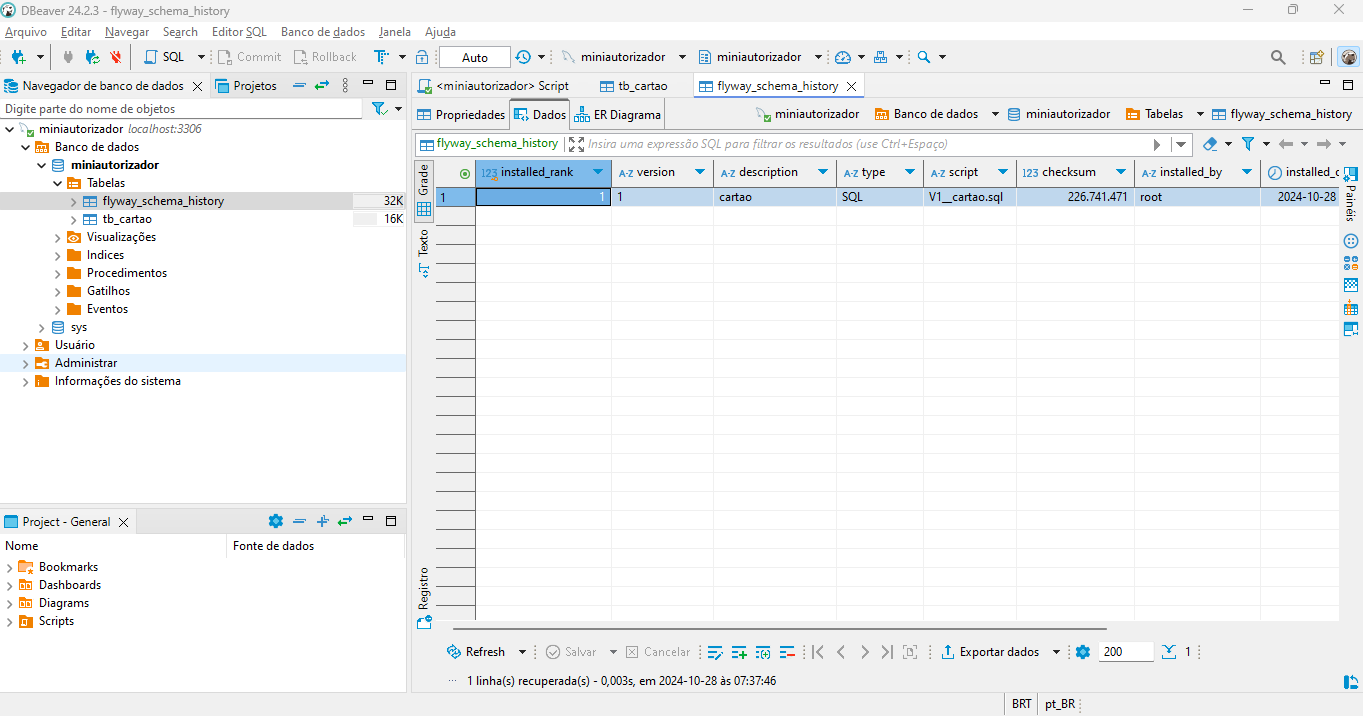 DBeaver 24.2.3 - flyway_schema_history
Arquivo Editar Navegar Search Editor SQL Banco de dados Janela Ajuda
SQL Commit Rollback Auto miniautorizador miniautorizador
Navegador de banco de dados Projetos
Digite parte do nome de objetos
miniautorizador localhost:3306
Banco de dados
miniautorizador
Tabelas
flyway_schema_history 32K
tb_cartao 16K
Visualizações
Indices
Procedimentos
Gatilhos
Eventos
sys
Usuário
Administrar
Informações do sistema
Project - General
Nome Fonte de dados
Bookmarks
Dashboards
Diagrams
Scripts
<miniautorizador> Script tb_cartao flyway_schema_history
Propriedades Dados ER Diagrama miniautorizador Banco de dados miniautorizador Tabelas flyway_schema_history
flyway_schema_history Insira uma expressão SQL para filtrar os resultados (use Ctrl+Espaço)
Grade
Texto
Registro
123 installed_rank A-Z version A-Z description A-Z type A-Z script 123 checksum A-Z installed_by installed_o
1 1 1 cartao SQL V1__cartao.sql 226.741.471 root 2024-10-28
Painéis
Refresh Salvar Cancelar Exportar dados 200 1
1 linha(s) recuperada(s) - 0,003s, em 2024-10-28 às 07:37:46
BRT pt_BR